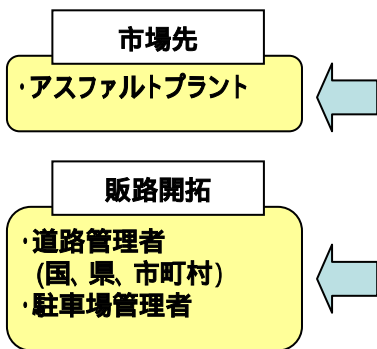 市場先
・アスファルトプラント
販路開拓
・道路管理者
(国、県、市町村)
・駐車場管理者